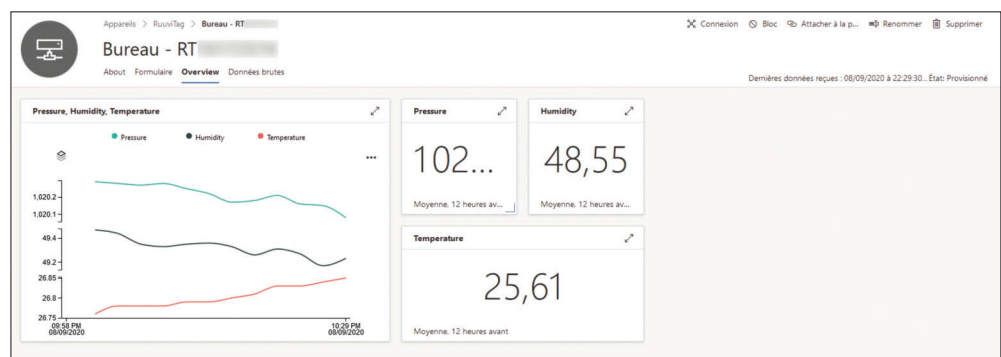 Appareils > RuuviTag > Bureau - RT
Connexion Bloc Attacher à la p... Renommer Supprimer
Bureau - RT
About Formulaire Overview Données brutes
Dernières données reçues : 08/09/2020 à 22:29:30... État: Provisionné
Pressure, Humidity, Temperature
Pressure Humidity Temperature
...
1,020.2
1,020.1
49.4
49.2
26.85
26.8
26.75
09:58 PM 10:29 PM
08/09/2020 08/09/2020
Pressure
102...
Moyenne, 12 heures av...
Humidity
48,55
Moyenne, 12 heures av...
Temperature
25,61
Moyenne, 12 heures avant